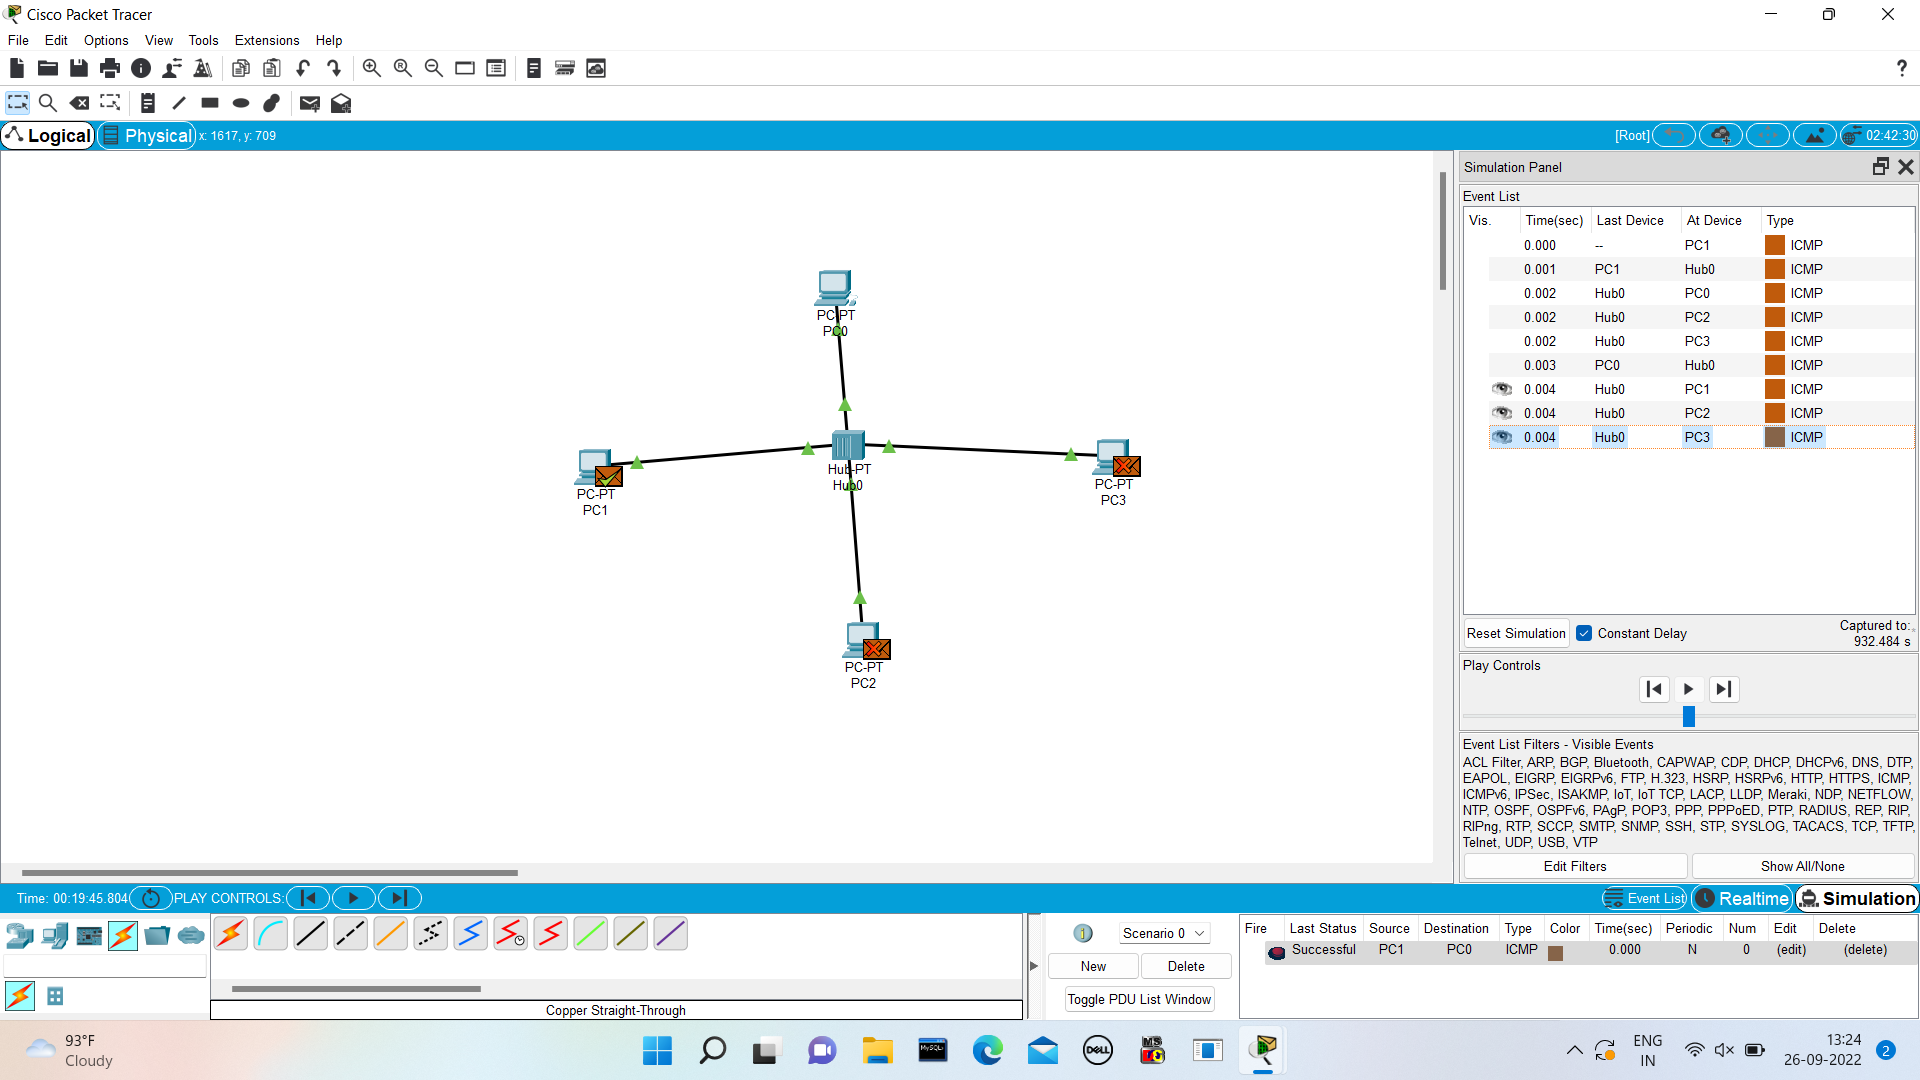 Cisco Packet Tracer
File Edit Options View Tools Extensions Help
?
Logical Physical x: 1617, y: 709 [Root] 02:42:30
PC-PT
PC0
Hub-PT
Hub0
PC-PT
PC1
PC-PT
PC3
PC-PT
PC2
Simulation Panel
Event List
Vis. Time(sec) Last Device At Device Type
0.000 -- PC1 ICMP
0.001 PC1 Hub0 ICMP
0.002 Hub0 PC0 ICMP
0.002 Hub0 PC2 ICMP
0.002 Hub0 PC3 ICMP
0.003 PC0 Hub0 ICMP
0.004 Hub0 PC1 ICMP
0.004 Hub0 PC2 ICMP
0.004 Hub0 PC3 ICMP
Reset Simulation Constant Delay Captured to:
932.484 s
Play Controls
Event List Filters - Visible Events
ACL Filter, ARP, BGP, Bluetooth, CAPWAP, CDP, DHCP, DHCPv6, DNS, DTP,
EAPOL, EIGRP, EIGRPv6, FTP, H.323, HSRP, HSRPv6, HTTP, HTTPS, ICMP,
ICMPv6, IPSec, ISAKMP, IoT, IoT TCP, LACP, LLDP, Meraki, NDP, NETFLOW,
NTP, OSPF, OSPFv6, PAgP, POP3, PPP, PPPoED, PTP, RADIUS, REP, RIP,
RIPng, RTP, SCCP, SMTP, SNMP, SSH, STP, SYSLOG, TACACS, TCP, TFTP,
Telnet, UDP, USB, VTP
Edit Filters Show All/None
Time: 00:19:45.804 PLAY CONTROLS: Event List Realtime Simulation
Copper Straight-Through
1 Scenario 0
New Delete
Toggle PDU List Window
Fire Last Status Source Destination Type Color Time(sec) Periodic Num Edit Delete
Successful PC1 PC0 ICMP 0.000 N 0 (edit) (delete)
93°F
Cloudy
MySQL
DELL
MS
ENG
IN
13:24
26-09-2022
2